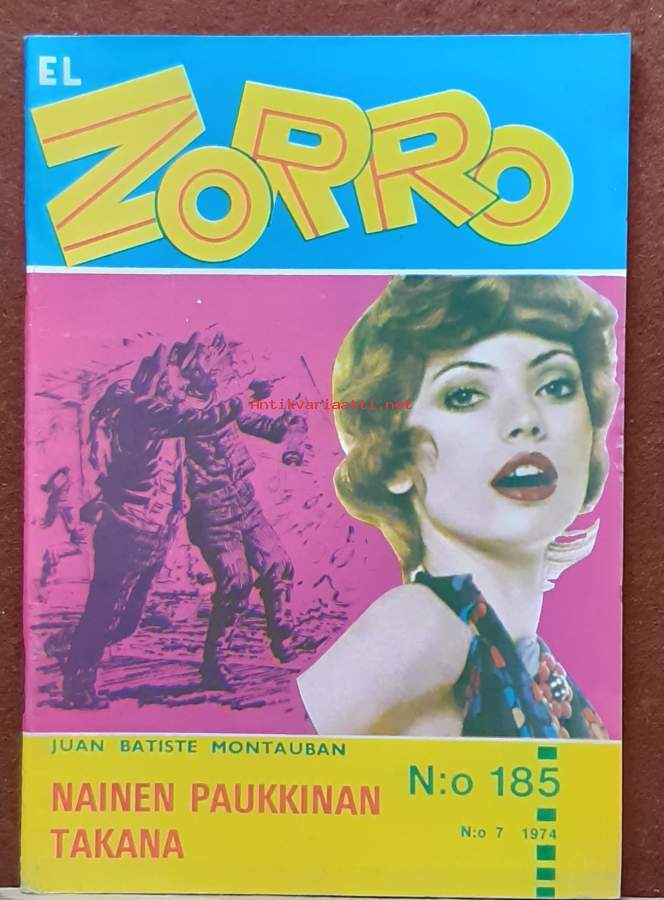 EL
ZORRO
Antikvariaatti.net
JUAN BATISTE MONTAUBAN
N:o 185
NAINEN PAUKKINAN
TAKANA
N:o 7 1974